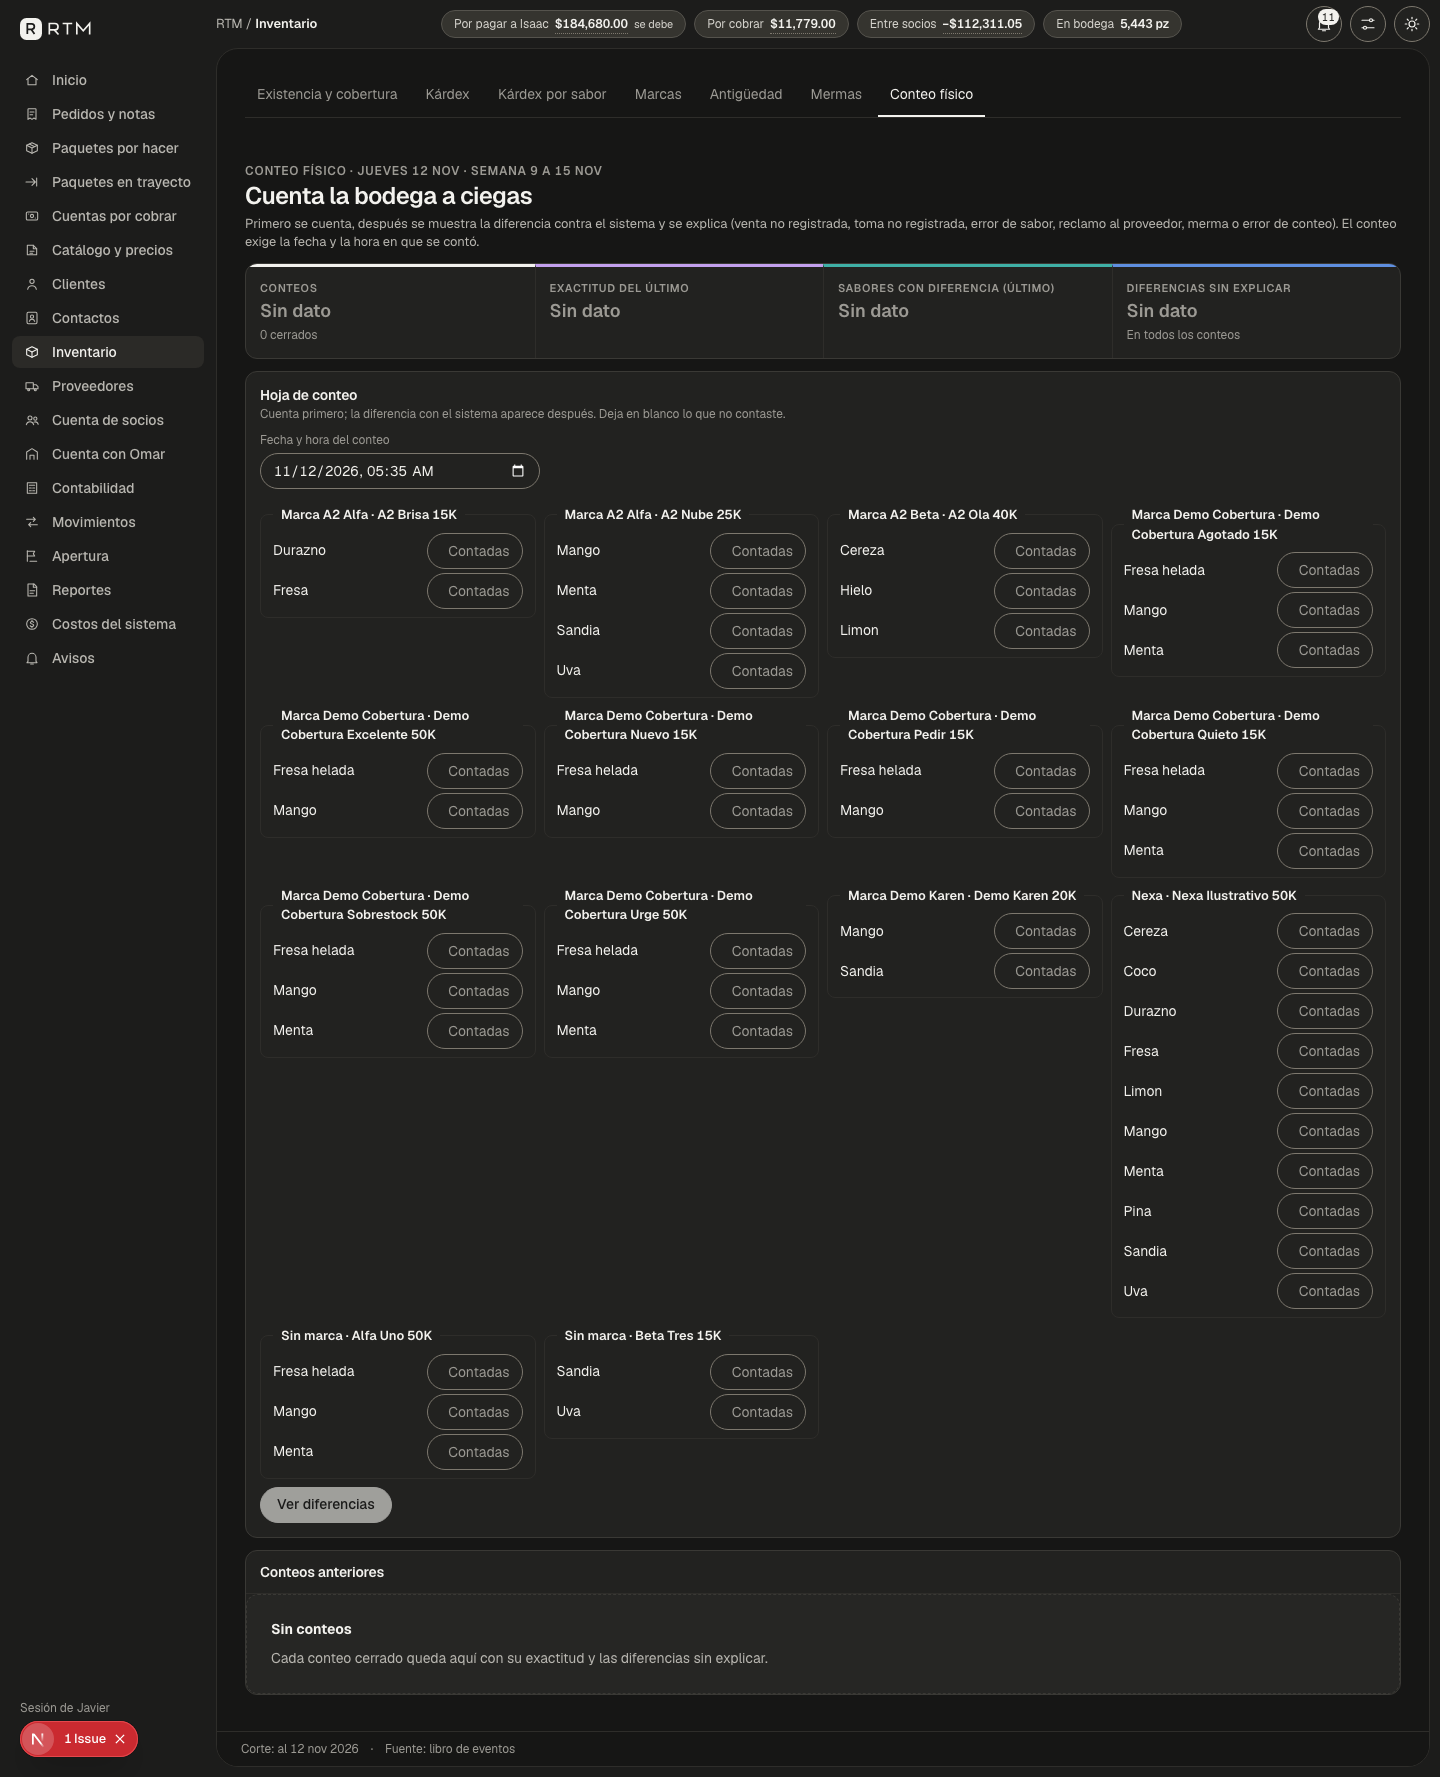 R RTM
RTM / Inventario
Por pagar a Isaac $184,680.00 se debe
Por cobrar $11,779.00
Entre socios −$112,311.05
En bodega 5,443 pz
11
Inicio
Pedidos y notas
Paquetes por hacer
Paquetes en trayecto
Cuentas por cobrar
Catálogo y precios
Clientes
Contactos
Inventario
Proveedores
Cuenta de socios
Cuenta con Omar
Contabilidad
Movimientos
Apertura
Reportes
Costos del sistema
Avisos
Sesión de Javier
N 1 Issue
Existencia y cobertura
Kárdex
Kárdex por sabor
Marcas
Antigüedad
Mermas
Conteo físico
CONTEO FÍSICO · JUEVES 12 NOV · SEMANA 9 A 15 NOV
Cuenta la bodega a ciegas
Primero se cuenta, después se muestra la diferencia contra el sistema y se explica (venta no registrada, toma no registrada, error de sabor, reclamo al proveedor, merma o error de conteo). El conteo
exige la fecha y la hora en que se contó.
CONTEOS
Sin dato
0 cerrados
EXACTITUD DEL ÚLTIMO
Sin dato
SABORES CON DIFERENCIA (ÚLTIMO)
Sin dato
DIFERENCIAS SIN EXPLICAR
Sin dato
En todos los conteos
Hoja de conteo
Cuenta primero; la diferencia con el sistema aparece después. Deja en blanco lo que no contaste.
Fecha y hora del conteo
11/12/2026, 05:35 AM
Marca A2 Alfa · A2 Brisa 15K
Durazno Contadas
Fresa Contadas
Marca A2 Alfa · A2 Nube 25K
Mango Contadas
Menta Contadas
Sandia Contadas
Uva Contadas
Marca A2 Beta · A2 Ola 40K
Cereza Contadas
Hielo Contadas
Limon Contadas
Marca Demo Cobertura · Demo
Cobertura Agotado 15K
Fresa helada Contadas
Mango Contadas
Menta Contadas
Marca Demo Cobertura · Demo
Cobertura Excelente 50K
Fresa helada Contadas
Mango Contadas
Marca Demo Cobertura · Demo
Cobertura Nuevo 15K
Fresa helada Contadas
Mango Contadas
Marca Demo Cobertura · Demo
Cobertura Pedir 15K
Fresa helada Contadas
Mango Contadas
Marca Demo Cobertura · Demo
Cobertura Quieto 15K
Fresa helada Contadas
Mango Contadas
Menta Contadas
Marca Demo Cobertura · Demo
Cobertura Sobrestock 50K
Fresa helada Contadas
Mango Contadas
Menta Contadas
Marca Demo Cobertura · Demo
Cobertura Urge 50K
Fresa helada Contadas
Mango Contadas
Menta Contadas
Marca Demo Karen · Demo Karen 20K
Mango Contadas
Sandia Contadas
Nexa · Nexa Ilustrativo 50K
Cereza Contadas
Coco Contadas
Durazno Contadas
Fresa Contadas
Limon Contadas
Mango Contadas
Menta Contadas
Pina Contadas
Sandia Contadas
Uva Contadas
Sin marca · Alfa Uno 50K
Fresa helada Contadas
Mango Contadas
Menta Contadas
Sin marca · Beta Tres 15K
Sandia Contadas
Uva Contadas
Ver diferencias
Conteos anteriores
Sin conteos
Cada conteo cerrado queda aquí con su exactitud y las diferencias sin explicar.
Corte: al 12 nov 2026 · Fuente: libro de eventos